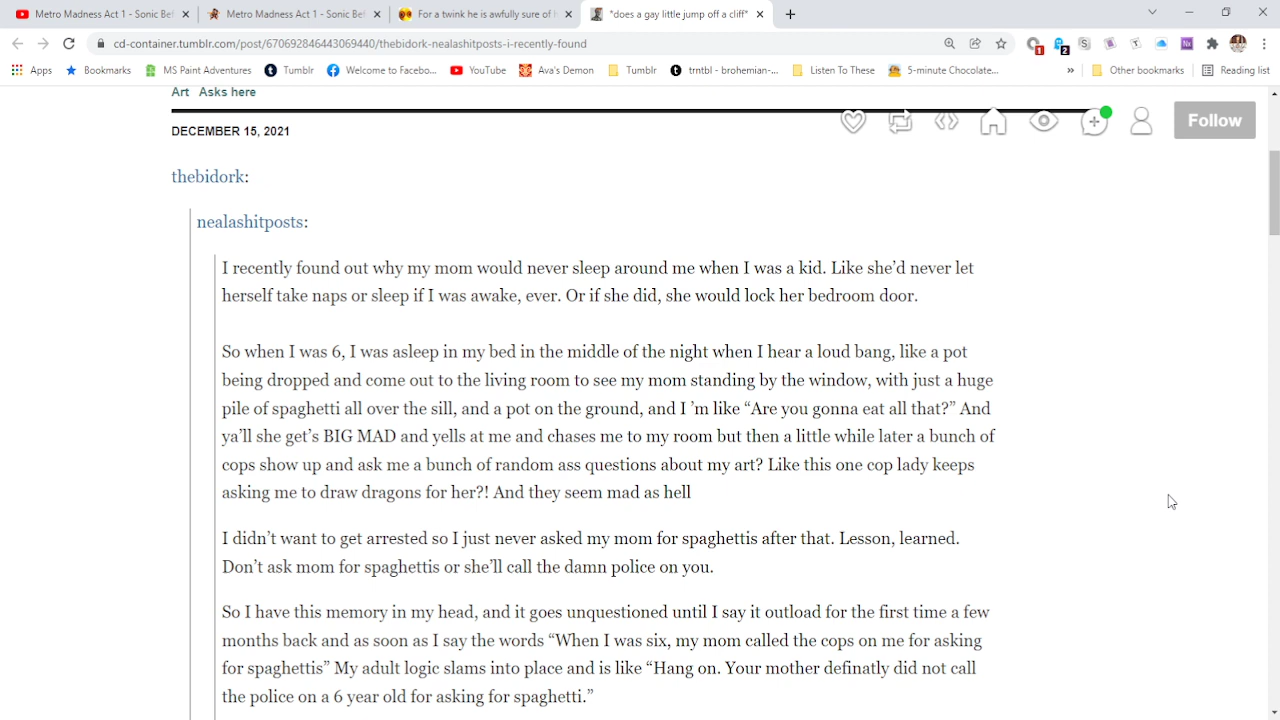 Metro Madness Act 1 - Sonic Bef
Metro Madness Act 1 - Sonic Bef
For a twink he is awfully sure of h
*does a gay little jump off a cliff*
cd-container.tumblr.com/post/670692846443069440/thebidork-nealashitposts-i-recently-found
1
2
S
T
Nx
Apps
Bookmarks
MS Paint Adventures
Tumblr
Welcome to Facebo...
YouTube
Ava's Demon
Tumblr
trntbl - brohemian-...
Listen To These
5-minute Chocolate...
»
Other bookmarks
Reading list
Art Asks here
DECEMBER 15, 2021
Follow
thebidork:
nealashitposts:
I recently found out why my mom would never sleep around me when I was a kid. Like she’d never let
herself take naps or sleep if I was awake, ever. Or if she did, she would lock her bedroom door.
So when I was 6, I was asleep in my bed in the middle of the night when I hear a loud bang, like a pot
being dropped and come out to the living room to see my mom standing by the window, with just a huge
pile of spaghetti all over the sill, and a pot on the ground, and I ’m like “Are you gonna eat all that?” And
ya’ll she get’s BIG MAD and yells at me and chases me to my room but then a little while later a bunch of
cops show up and ask me a bunch of random ass questions about my art? Like this one cop lady keeps
asking me to draw dragons for her?! And they seem mad as hell
I didn’t want to get arrested so I just never asked my mom for spaghettis after that. Lesson, learned.
Don’t ask mom for spaghettis or she’ll call the damn police on you.
So I have this memory in my head, and it goes unquestioned until I say it outload for the first time a few
months back and as soon as I say the words “When I was six, my mom called the cops on me for asking
for spaghettis” My adult logic slams into place and is like “Hang on. Your mother definatly did not call
the police on a 6 year old for asking for spaghetti.”